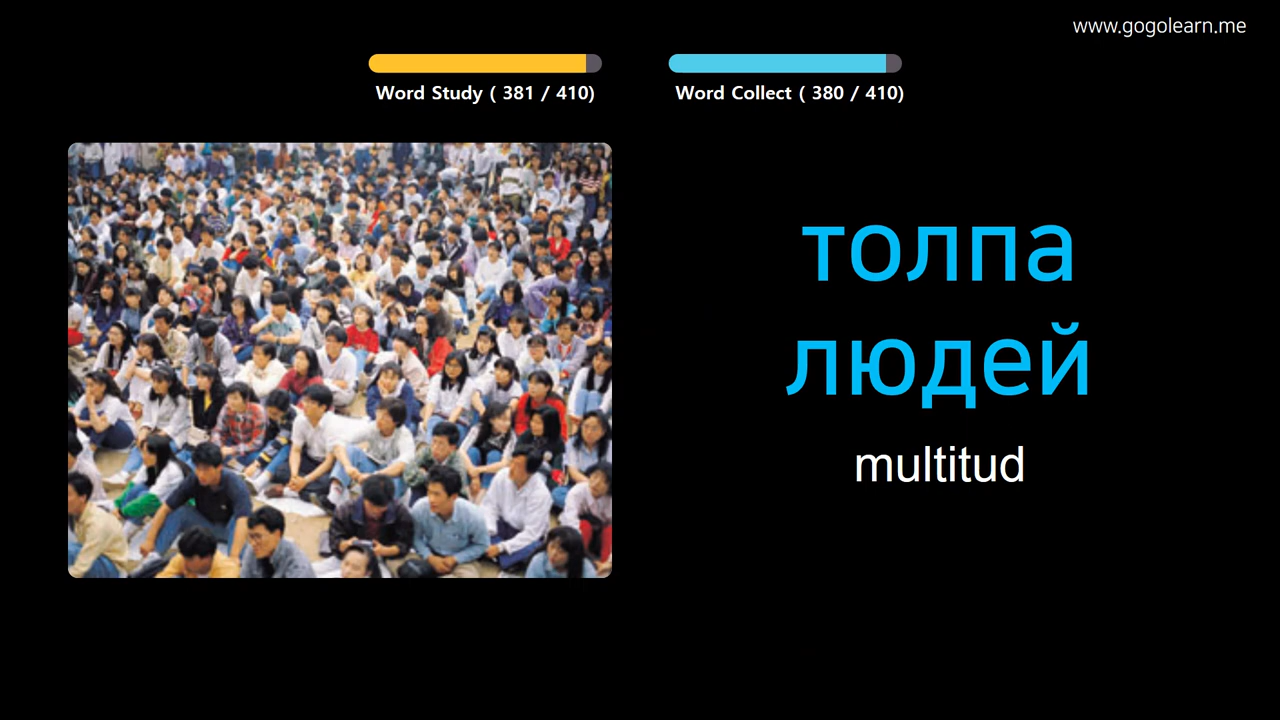 www.gogolearn.me
Word Study ( 381 / 410)
Word Collect ( 380 / 410)
толпа
людей
multitud